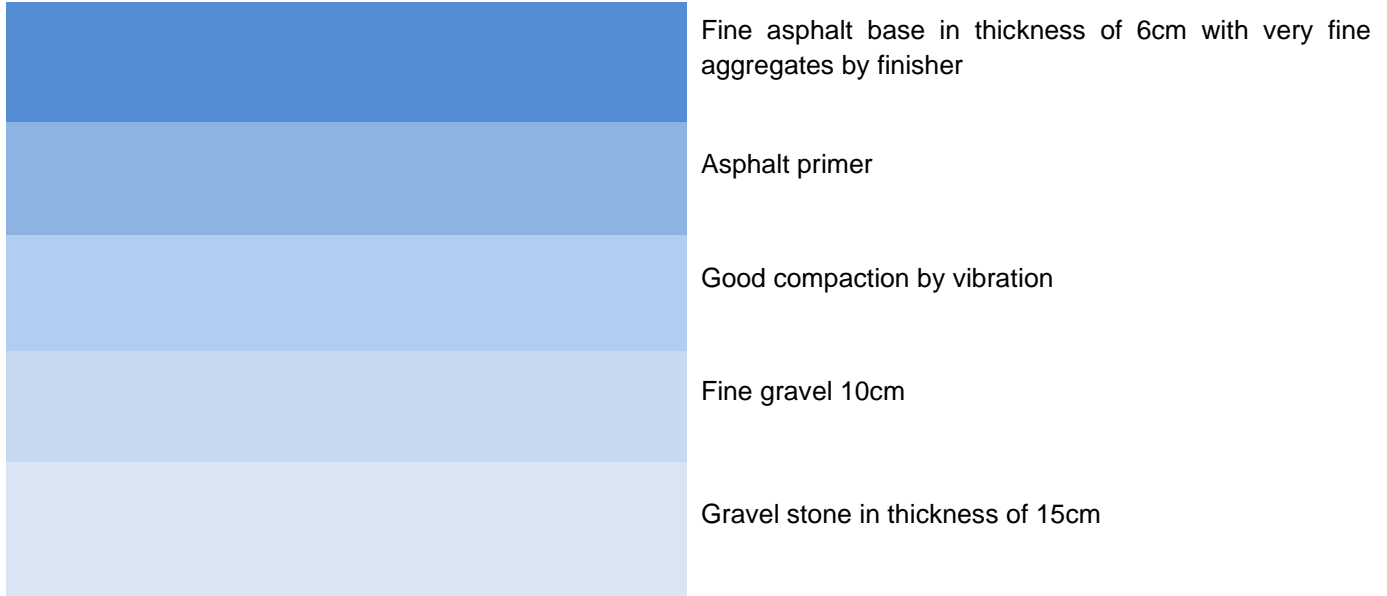 Fine asphalt base in thickness of 6cm with very fine
aggregates by finisher
Asphalt primer
Good compaction by vibration
Fine gravel 10cm
Gravel stone in thickness of 15cm